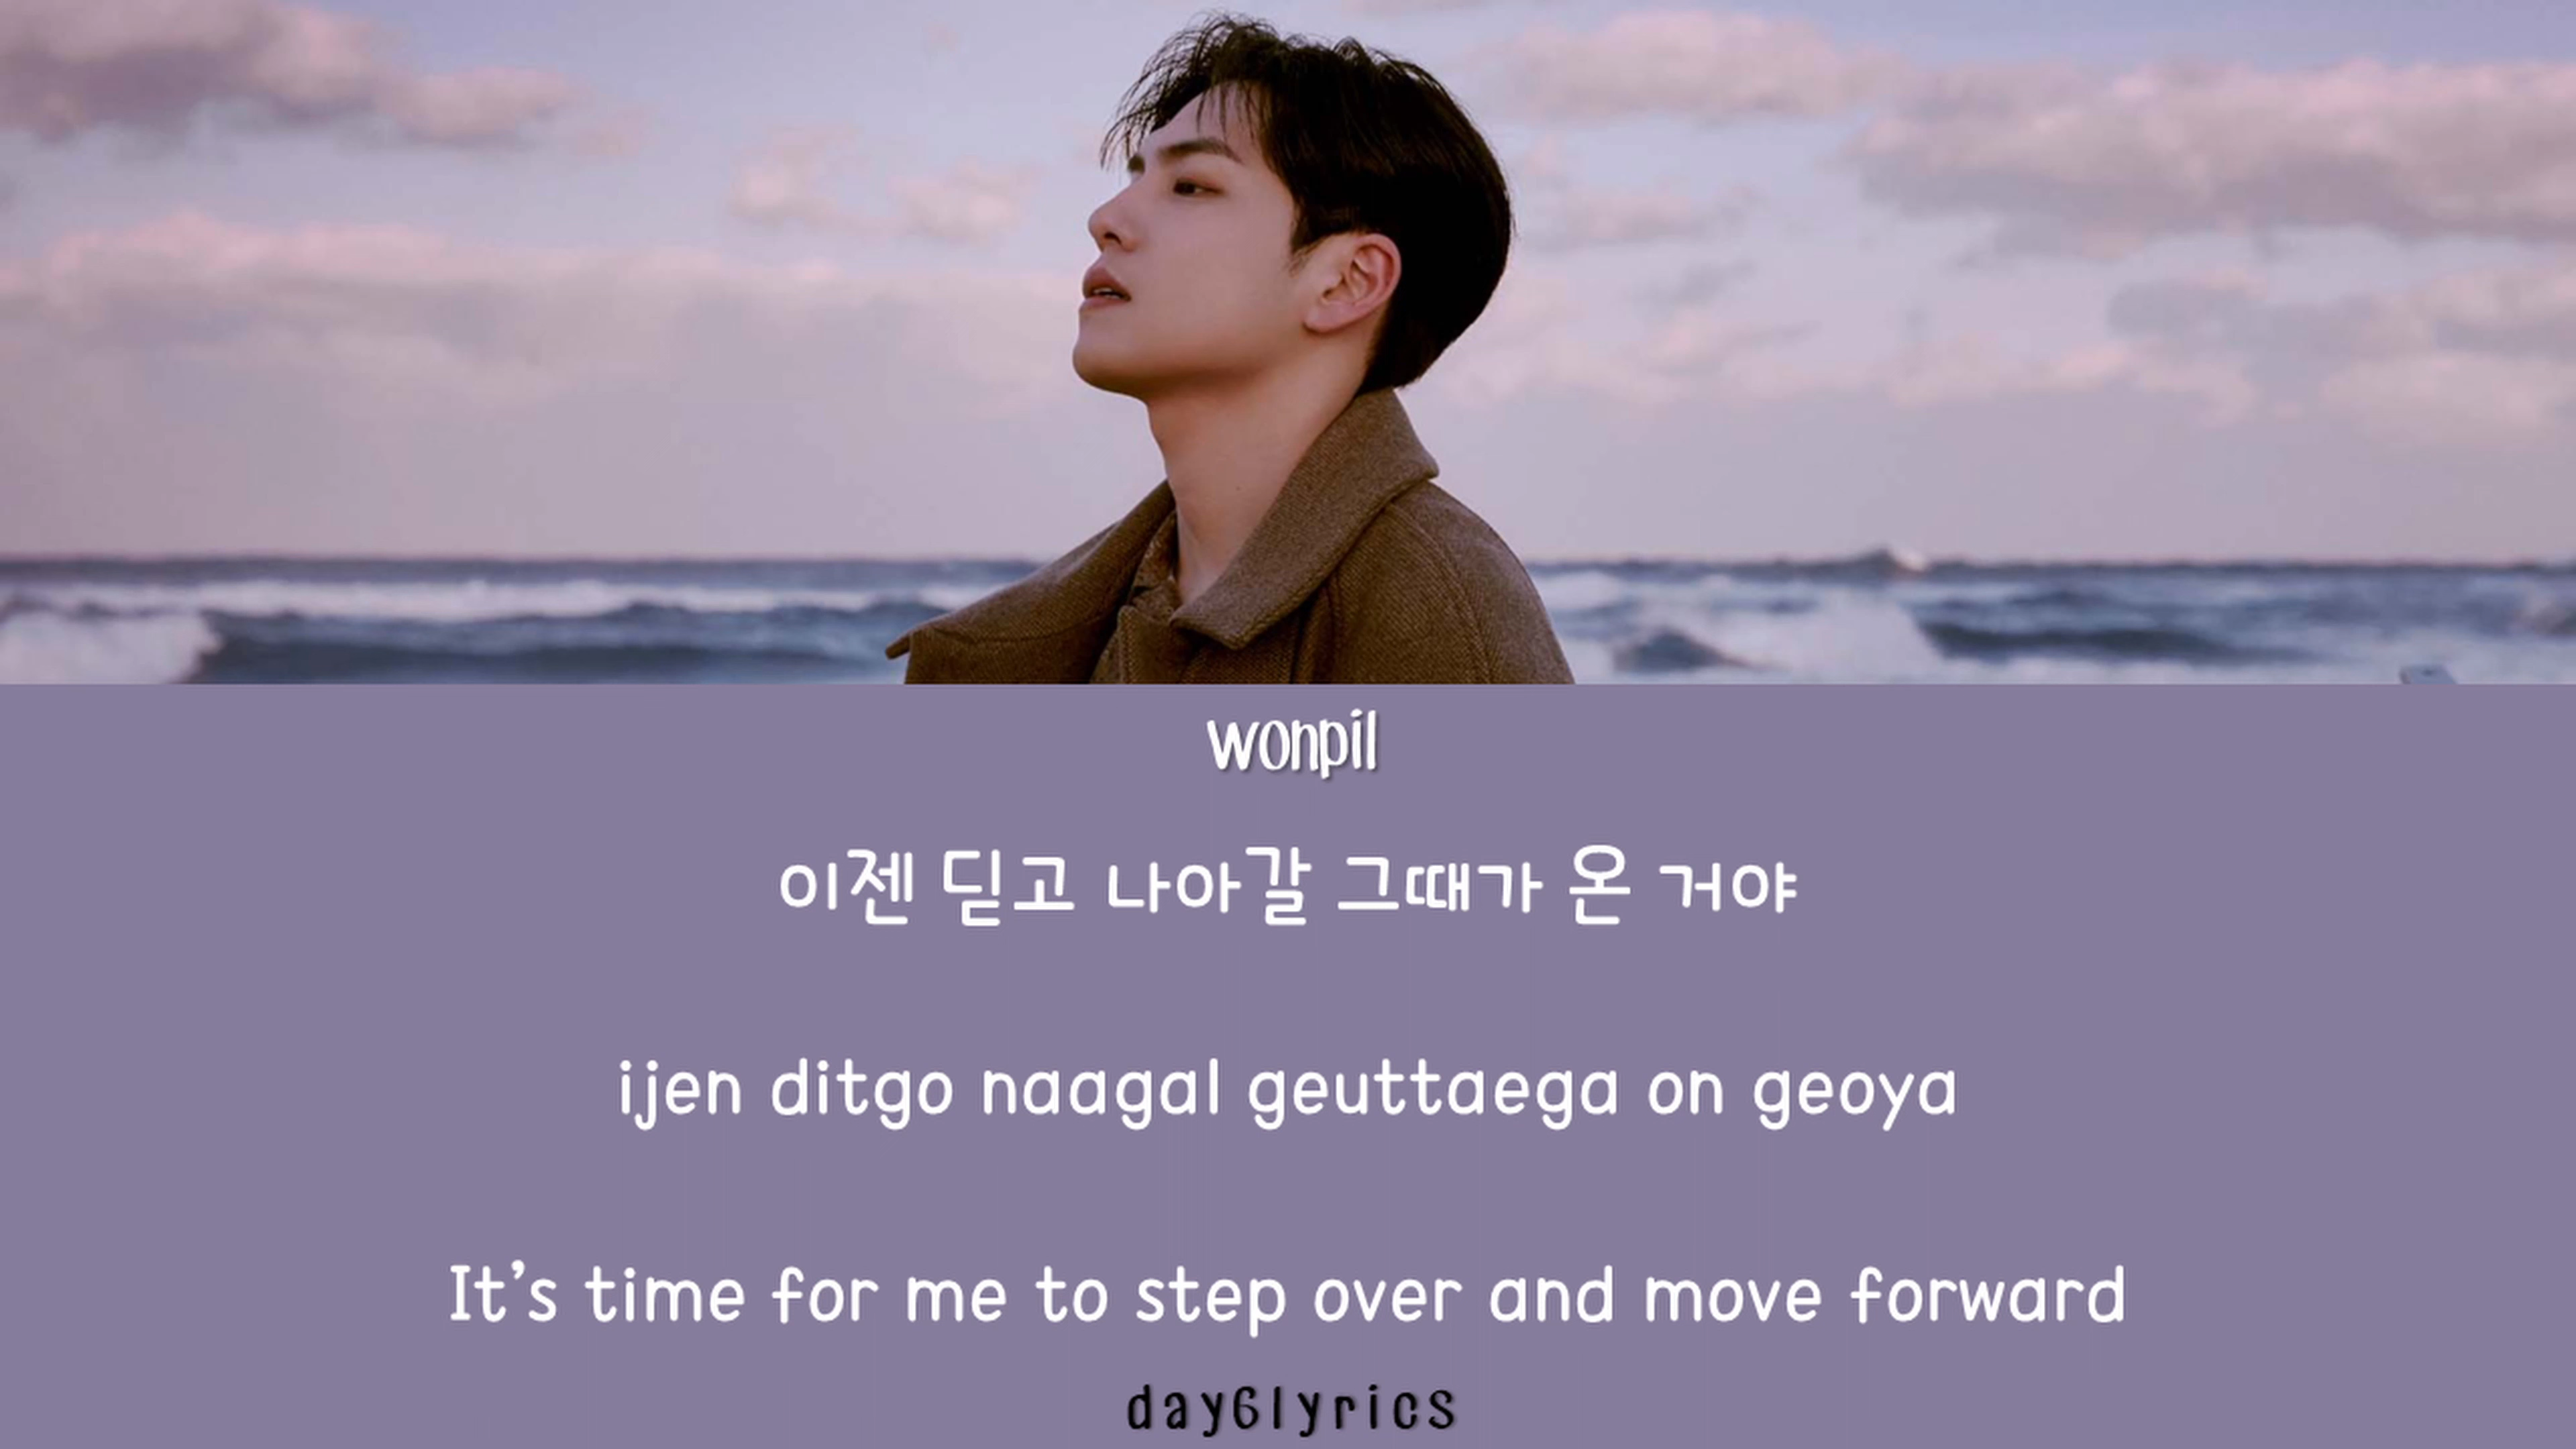 wonpil
이젠 딛고 나아갈 그때가 온 거야
ijen ditgo naagal geuttaega on geoya
It's time for me to step over and move forward
day6lyrics